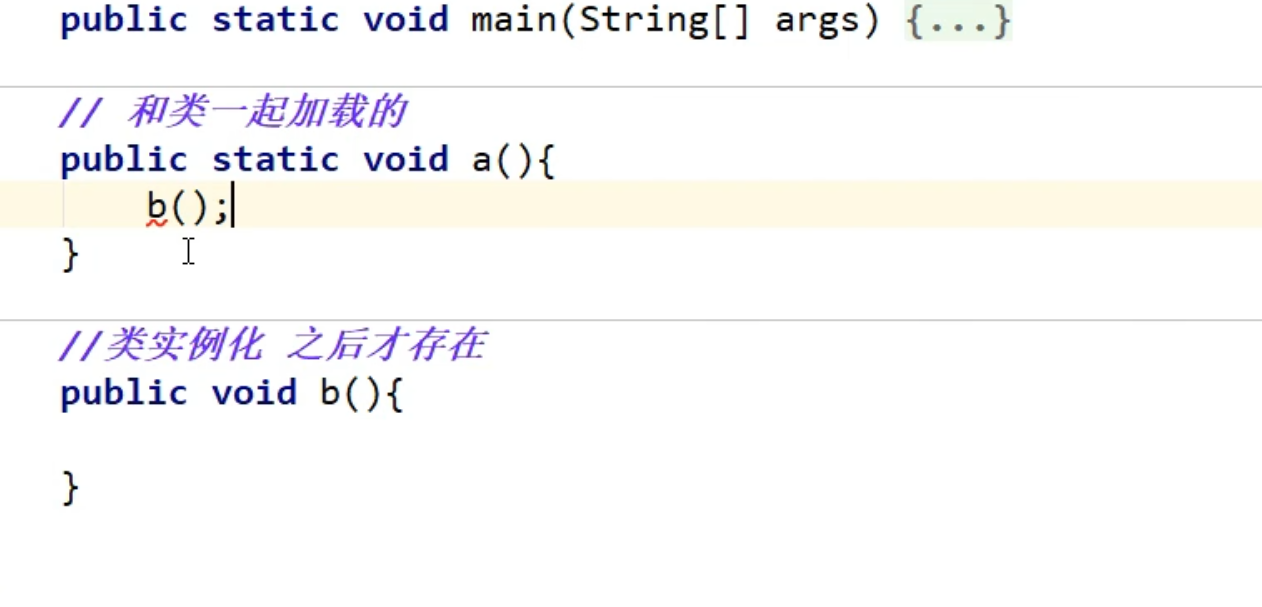 public static void main(String[] args) {...}
// 和类一起加载的
public static void a(){
b();
}
//类实例化 之后才存在
public void b(){
}